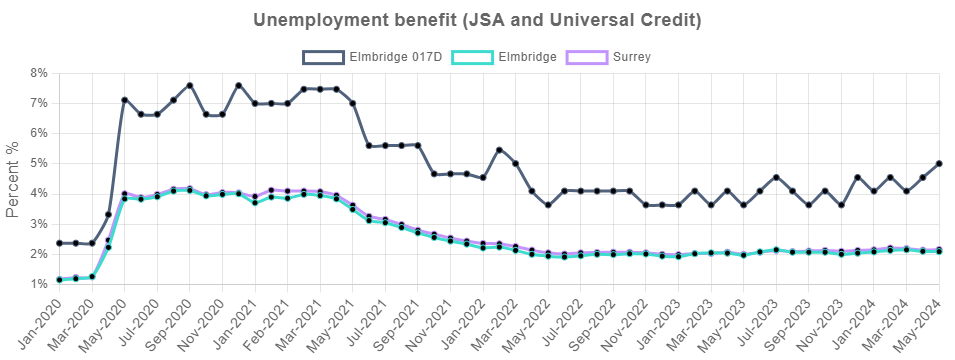 Unemployment benefit (JSA and Universal Credit)
Elmbridge 017D Elmbridge Surrey
Percent %
8%
7%
6%
5%
4%
3%
2%
1%
Jan-2020 Mar-2020 May-2020 Jul-2020 Sep-2020 Nov-2020 Jan-2021 Feb-2021 Mar-2021 May-2021 Jul-2021 Sep-2021 Nov-2021 Jan-2022 Mar-2022 May-2022 Jul-2022 Sep-2022 Nov-2022 Jan-2023 Mar-2023 May-2023 Jul-2023 Sep-2023 Nov-2023 Jan-2024 Mar-2024 May-2024